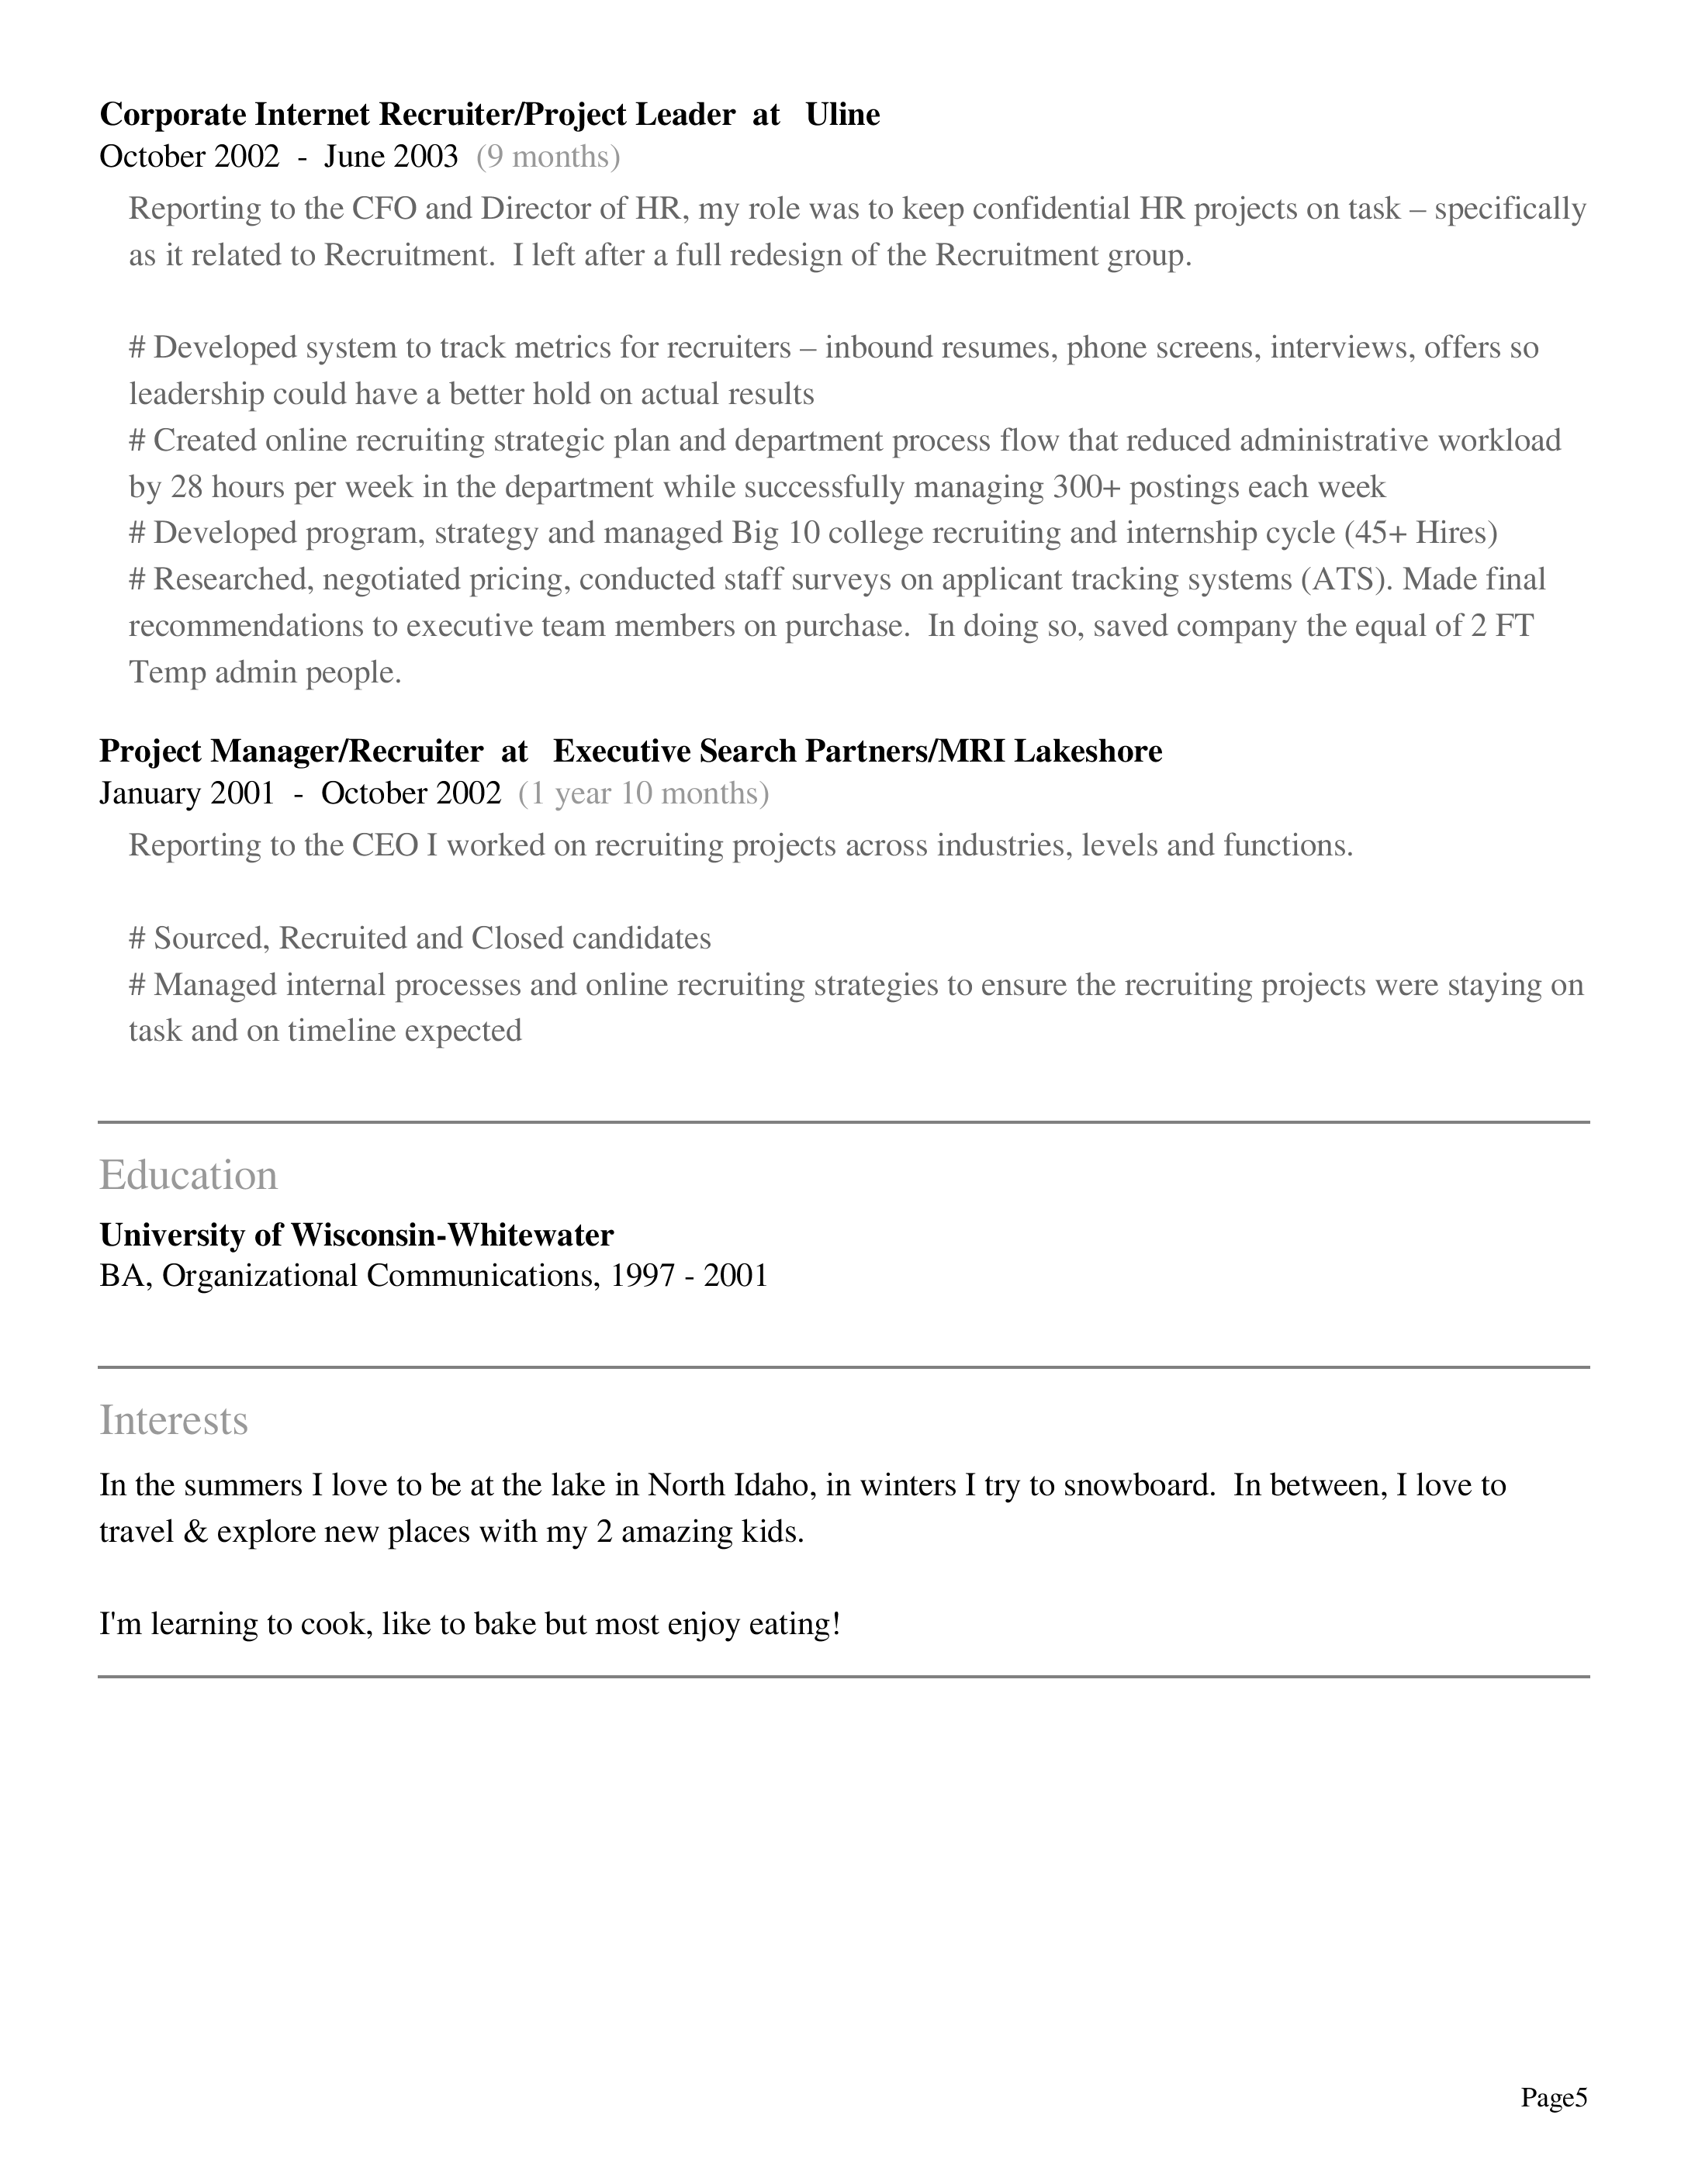 Corporate Internet Recruiter/Project Leader at Uline
October 2002 - June 2003 (9 months)
Reporting to the CFO and Director of HR, my role was to keep confidential HR projects on task – specifically
as it related to Recruitment. I left after a full redesign of the Recruitment group.
# Developed system to track metrics for recruiters – inbound resumes, phone screens, interviews, offers so
leadership could have a better hold on actual results
# Created online recruiting strategic plan and department process flow that reduced administrative workload
by 28 hours per week in the department while successfully managing 300+ postings each week
# Developed program, strategy and managed Big 10 college recruiting and internship cycle (45+ Hires)
# Researched, negotiated pricing, conducted staff surveys on applicant tracking systems (ATS). Made final
recommendations to executive team members on purchase. In doing so, saved company the equal of 2 FT
Temp admin people.
Project Manager/Recruiter at Executive Search Partners/MRI Lakeshore
January 2001 - October 2002 (1 year 10 months)
Reporting to the CEO I worked on recruiting projects across industries, levels and functions.
# Sourced, Recruited and Closed candidates
# Managed internal processes and online recruiting strategies to ensure the recruiting projects were staying on
task and on timeline expected
Education
University of Wisconsin-Whitewater
BA, Organizational Communications, 1997 - 2001
Interests
In the summers I love to be at the lake in North Idaho, in winters I try to snowboard. In between, I love to
travel & explore new places with my 2 amazing kids.
I'm learning to cook, like to bake but most enjoy eating!
Page5